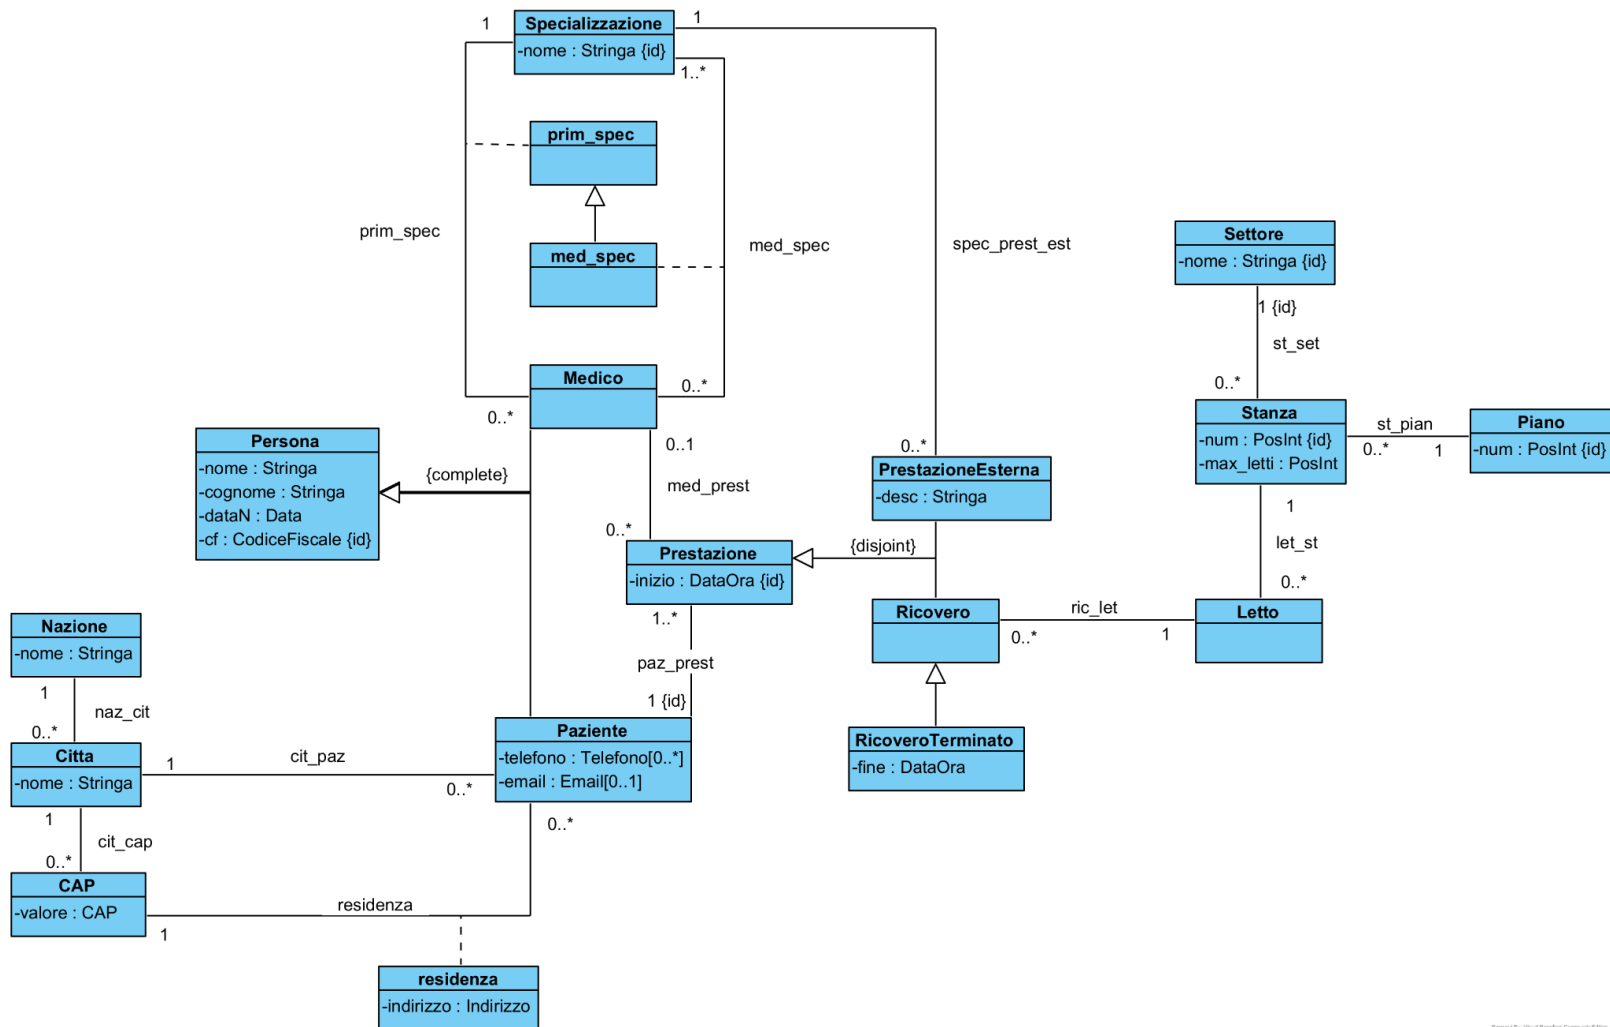 1
Specializzazione
-nome : Stringa {id}
1
1..*
prim_spec
prim_spec
med_spec
med_spec
spec_prest_est
Settore
-nome : Stringa {id}
1 {id}
st_set
0..*
Medico
0..*
0..*
0..1
Stanza
-num : PosInt {id}
-max_letti : PosInt
st_pian
0..*
1
Piano
-num : PosInt {id}
Persona
-nome : Stringa
-cognome : Stringa
-dataN : Data
-cf : CodiceFiscale {id}
{complete}
med_prest
0..*
0..*
PrestazioneEsterna
-desc : Stringa
1
let_st
0..*
Prestazione
-inizio : DataOra {id}
{disjoint}
1..*
paz_prest
1 {id}
Ricovero
ric_let
0..*
1
Letto
Nazione
-nome : Stringa
1
naz_cit
0..*
Citta
-nome : Stringa
1
cit_paz
0..*
Paziente
-telefono : Telefono[0..*]
-email : Email[0..1]
0..*
RicoveroTerminato
-fine : DataOra
1
cit_cap
0..*
CAP
-valore : CAP
1
residenza
residenza
-indirizzo : Indirizzo